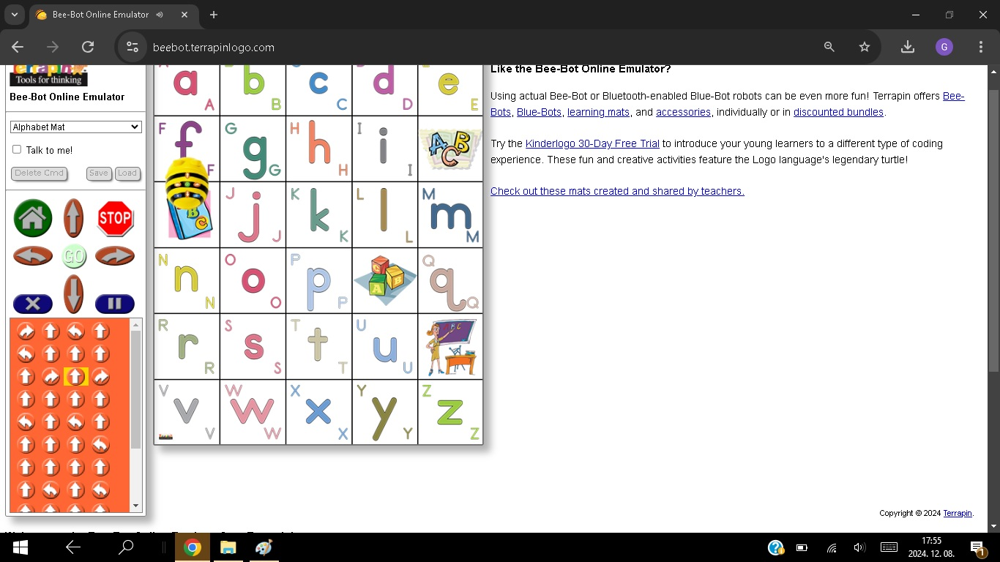 Bee-Bot Online Emulator
beebot.terrapinlogo.com
G
Tools for thinking
Bee-Bot Online Emulator
Alphabet Mat
Talk to me!
Delete Cmd Save Load
STOP
GO
a A b B c C d D e E
F f F G g G H h H I i I A B C
B C J j J K k K L l L M m M
N n N O o O P p P C B A Q q Q
R r R S s S T t T U u U A B C
V v V W w W X x X Y y Y Z z Z
Like the Bee-Bot Online Emulator?
Using actual Bee-Bot or Bluetooth-enabled Blue-Bot robots can be even more fun! Terrapin offers Bee-
Bots, Blue-Bots, learning mats, and accessories, individually or in discounted bundles.
Try the Kinderlogo 30-Day Free Trial to introduce your young learners to a different type of coding
experience. These fun and creative activities feature the Logo language's legendary turtle!
Check out these mats created and shared by teachers.
Copyright © 2024 Terrapin.
17:55
2024. 12. 08.
1